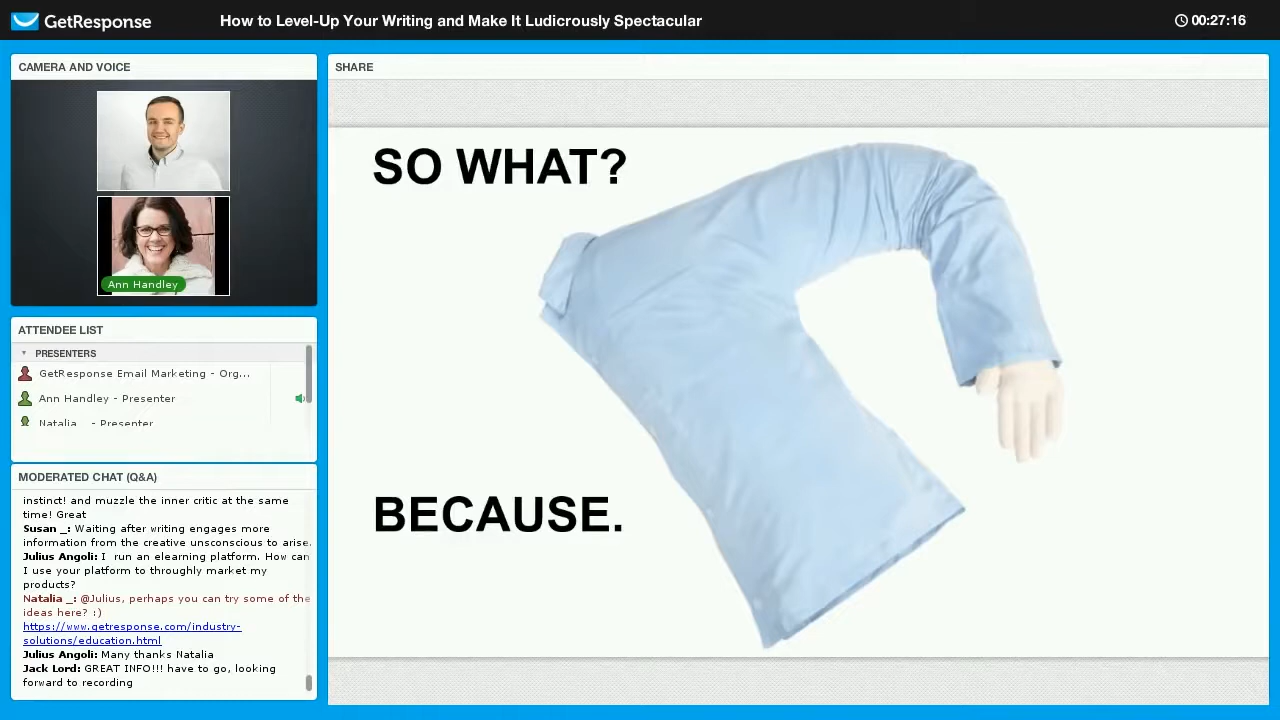 GetResponse
How to Level-Up Your Writing and Make It Ludicrously Spectacular
00:27:16
CAMERA AND VOICE
Ann Handley
ATTENDEE LIST
PRESENTERS
GetResponse Email Marketing - Org...
Ann Handley - Presenter
Natalia _ - Presenter
MODERATED CHAT (Q&A)
instinct! and muzzle the inner critic at the same
time! Great
Susan _: Waiting after writing engages more
information from the creative unsconscious to arise.
Julius Angoli: I run an elearning platform. How can
I use your platform to throughly market my
products?
Natalia _: @Julius, perhaps you can try some of the
ideas here? :)
https://www.getresponse.com/industry-
solutions/education.html
Julius Angoli: Many thanks Natalia
Jack Lord: GREAT INFO!!! have to go, looking
forward to recording
SHARE
SO WHAT?
BECAUSE.